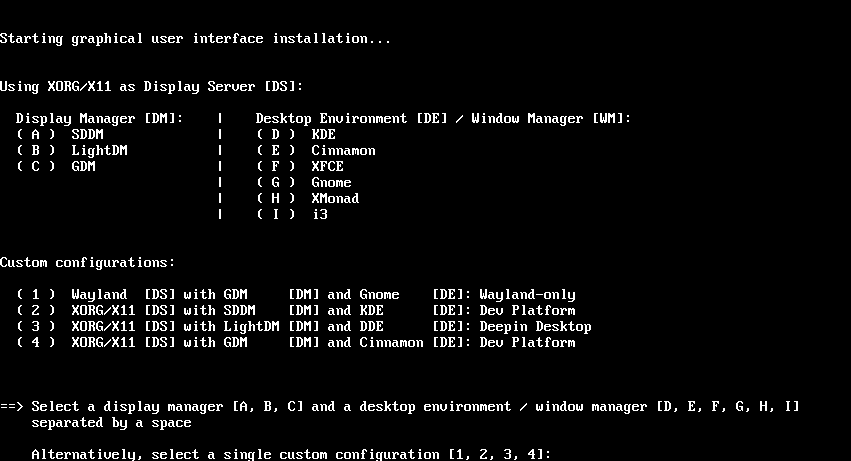 Starting graphical user interface installation...
Using XORG/X11 as Display Server [DS]:
Display Manager [DM]: | Desktop Environment [DE] / Window Manager [WM]:
( A ) SDDM | ( D ) KDE
( B ) LightDM | ( E ) Cinnamon
( C ) GDM | ( F ) XFCE
| ( G ) Gnome
| ( H ) XMonad
| ( I ) i3
Custom configurations:
( 1 ) Wayland [DS] with GDM [DM] and Gnome [DE]: Wayland-only
( 2 ) XORG/X11 [DS] with SDDM [DM] and KDE [DE]: Dev Platform
( 3 ) XORG/X11 [DS] with LightDM [DM] and DDE [DE]: Deepin Desktop
( 4 ) XORG/X11 [DS] with GDM [DM] and Cinnamon [DE]: Dev Platform
==> Select a display manager [A, B, C] and a desktop environment / window manager [D, E, F, G, H, I]
separated by a space
Alternatively, select a single custom configuration [1, 2, 3, 4]: